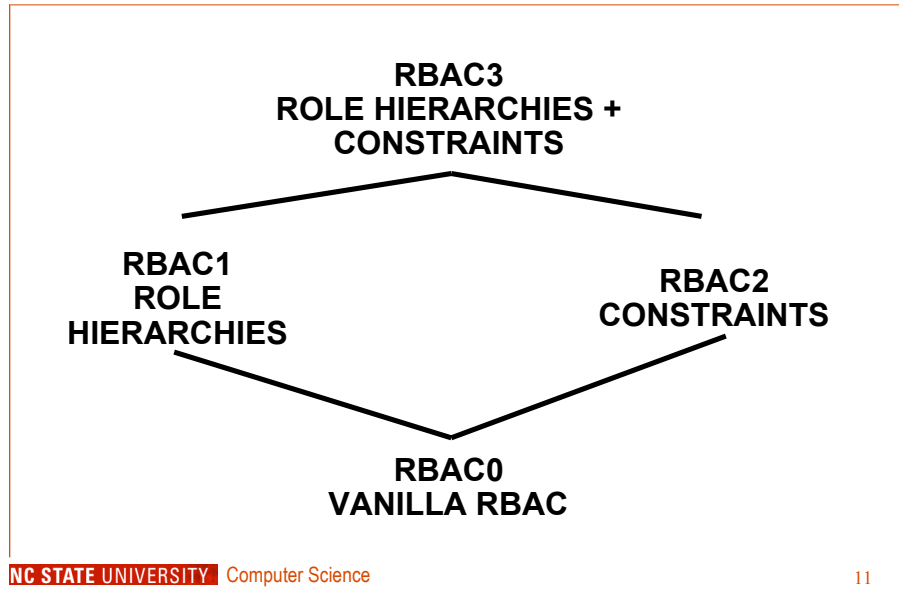 RBAC3
ROLE HIERARCHIES +
CONSTRAINTS
RBAC1
ROLE
HIERARCHIES
RBAC2
CONSTRAINTS
RBAC0
VANILLA RBAC
NC STATE UNIVERSITY Computer Science
11